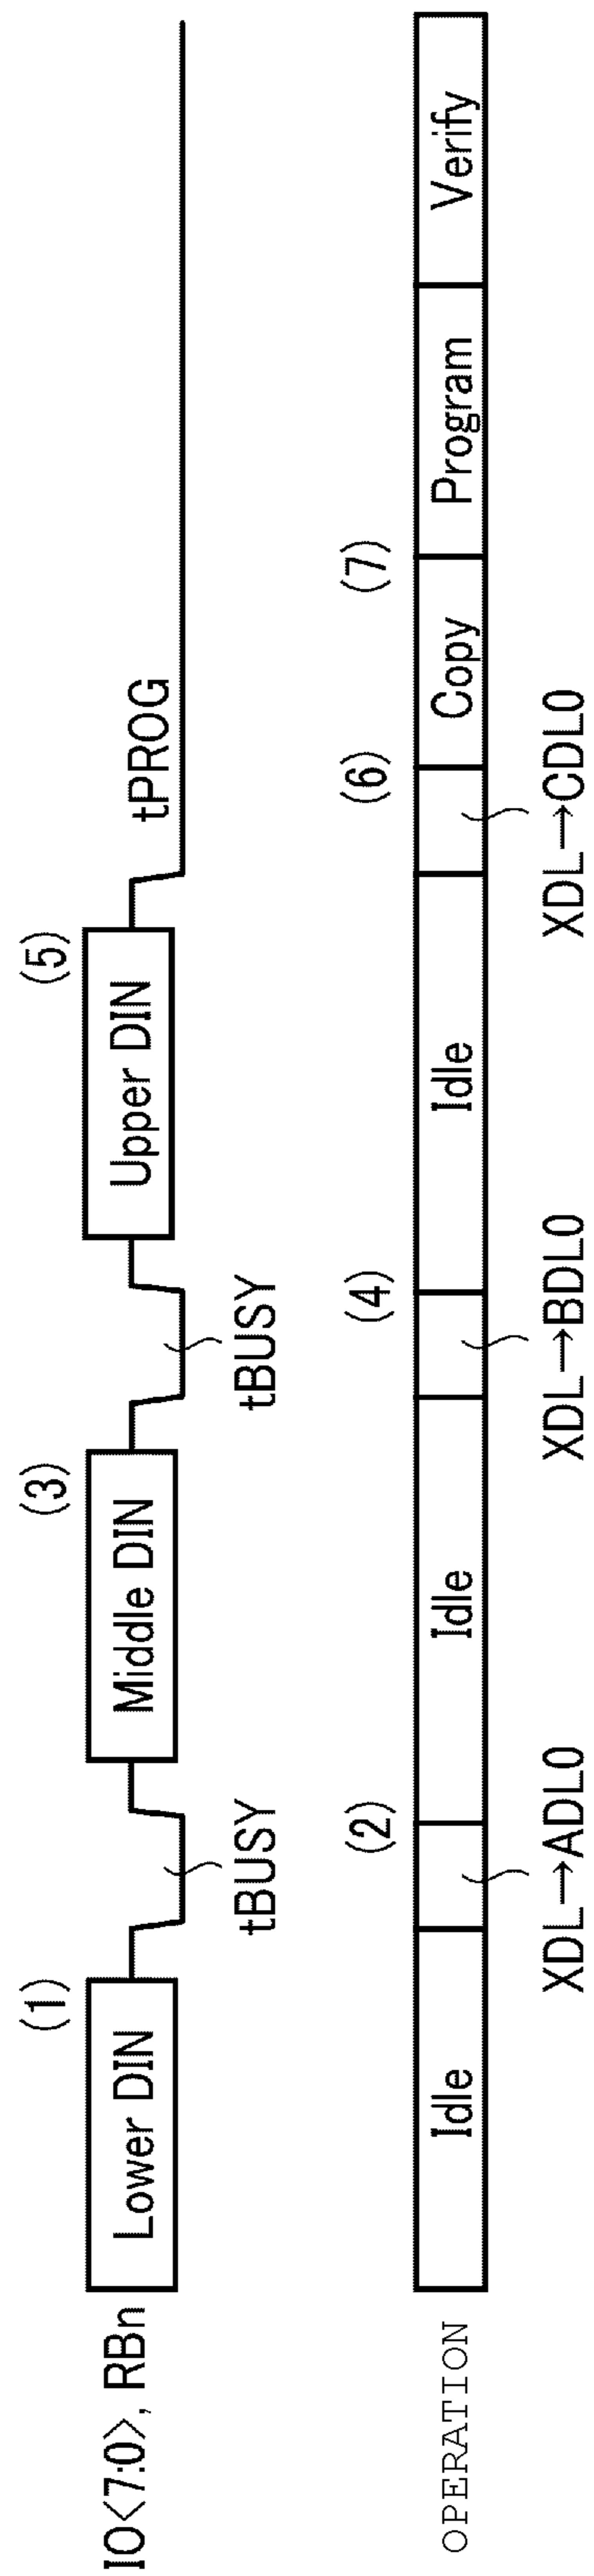 IO<7:0>, RBn
(1)
Lower DIN
tBUSY
(3)
Middle DIN
tBUSY
(5)
Upper DIN
tPROG
OPERATION
Idle
(2)
XDL→ADL0
Idle
(4)
XDL→BDL0
Idle
(6)
XDL→CDL0
Copy
(7)
Program
Verify